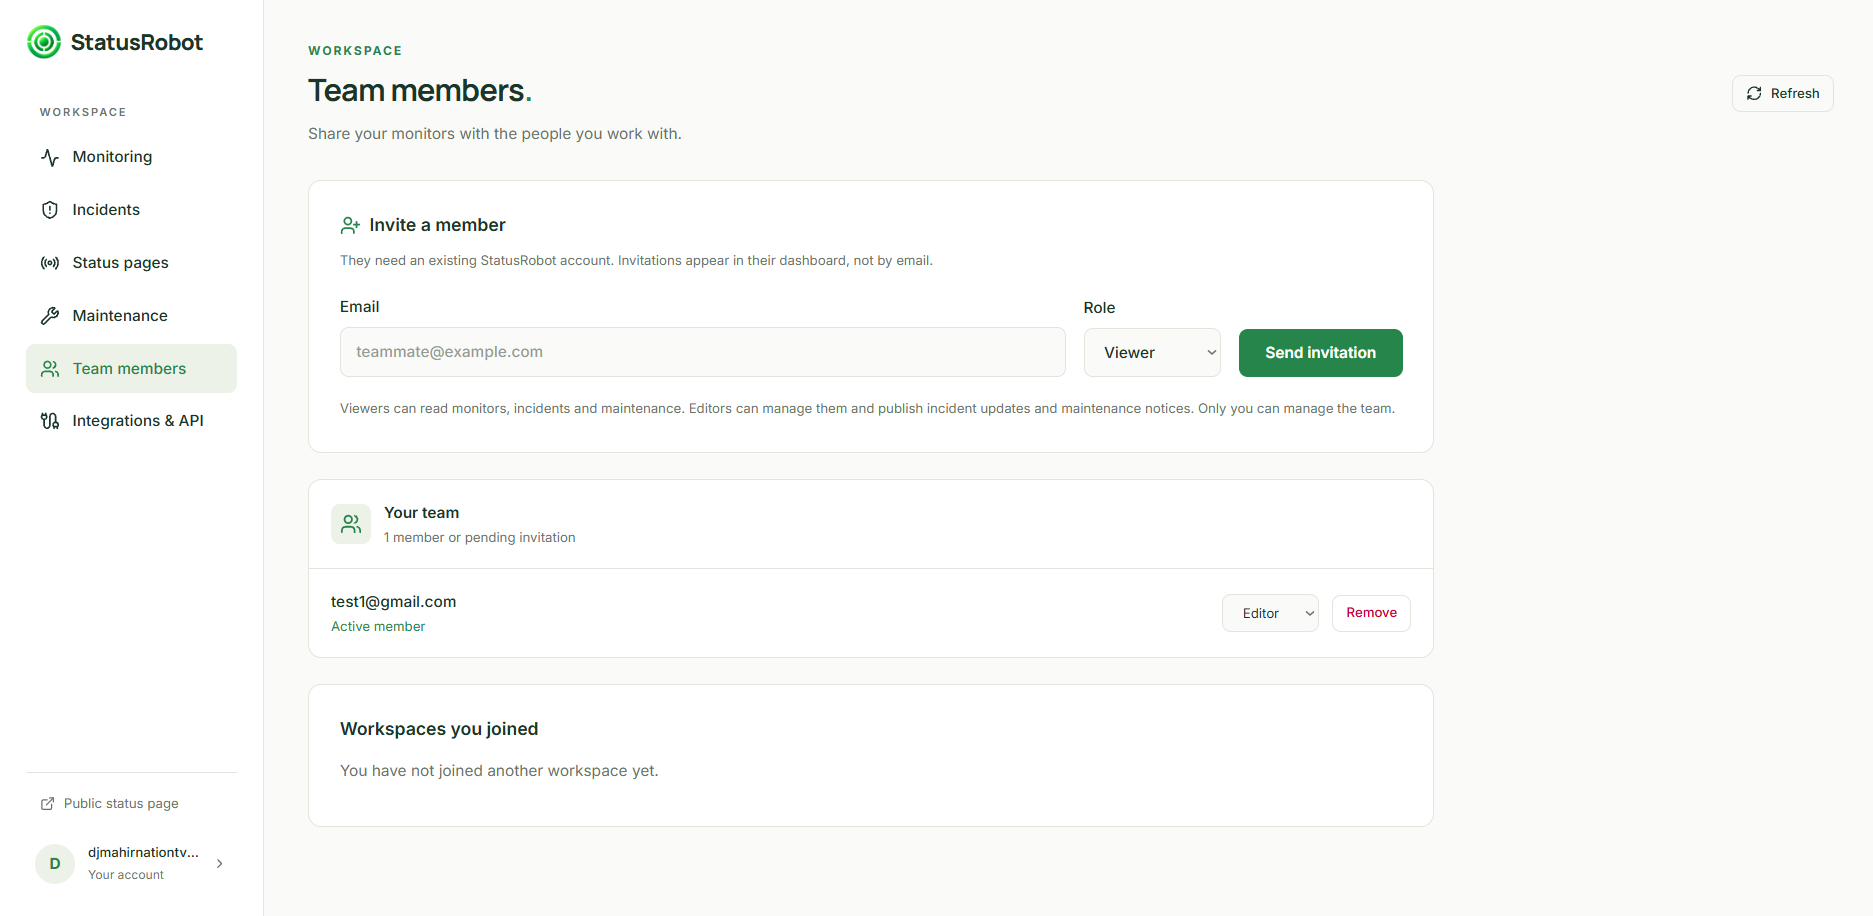 StatusRobot
WORKSPACE
Monitoring
Incidents
Status pages
Maintenance
Team members
Integrations & API
Public status page
D
djmahirnationtv...
Your account
WORKSPACE
Team members.
Share your monitors with the people you work with.
Refresh
Invite a member
They need an existing StatusRobot account. Invitations appear in their dashboard, not by email.
Email
Role
teammate@example.com
Viewer
Send invitation
Viewers can read monitors, incidents and maintenance. Editors can manage them and publish incident updates and maintenance notices. Only you can manage the team.
Your team
1 member or pending invitation
test1@gmail.com
Active member
Editor
Remove
Workspaces you joined
You have not joined another workspace yet.